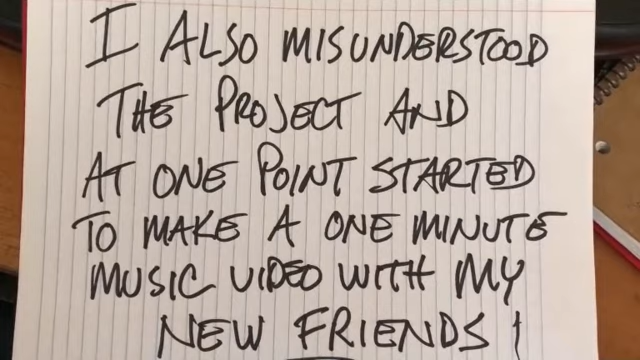 I ALSO MISUNDERSTOOD
THE PROJECT AND
AT ONE POINT STARTED
TO MAKE A ONE MINUTE
MUSIC VIDEO WITH MY
NEW FRIENDS!